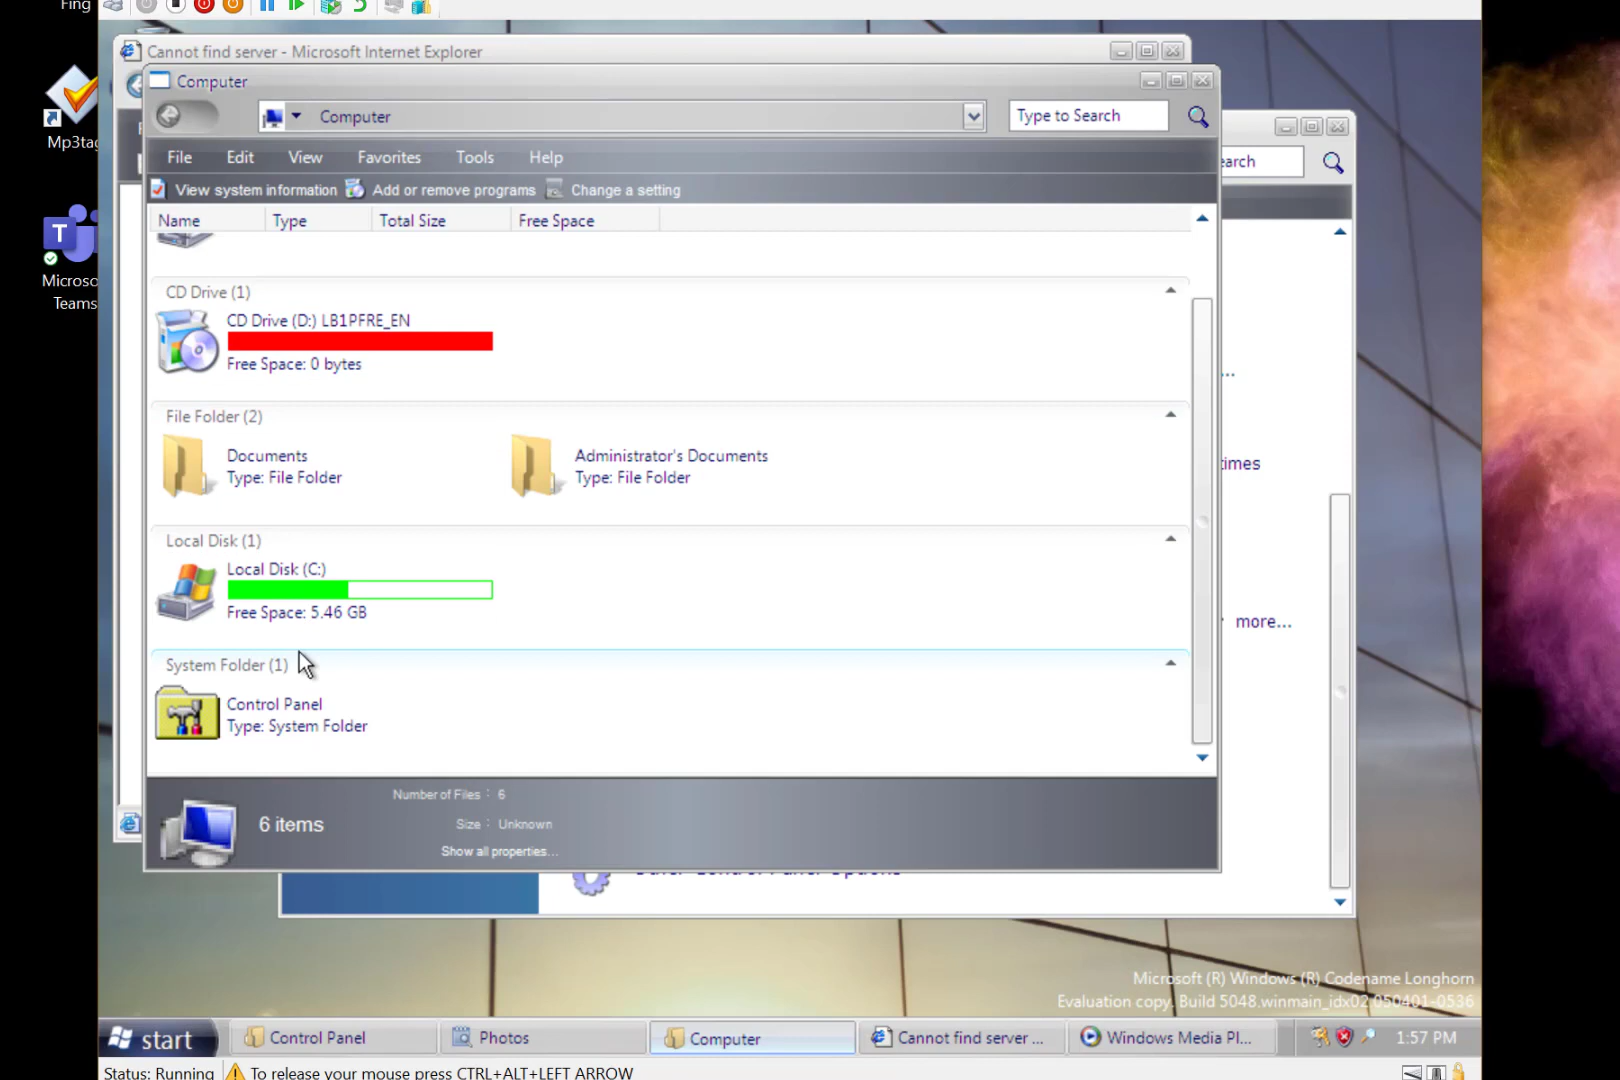 Fing
Mp3tag
Microso
Teams
Cannot find server - Microsoft Internet Explorer
Computer
Computer
Type to Search
earch
File Edit View Favorites Tools Help
View system information Add or remove programs Change a setting
Name Type Total Size Free Space
CD Drive (1)
CD Drive (D:) LB1PFRE_EN
Free Space: 0 bytes
...
File Folder (2)
Documents
Type: File Folder
Administrator's Documents
Type: File Folder
times
Local Disk (1)
Local Disk (C:)
Free Space: 5.46 GB
more...
System Folder (1)
Control Panel
Type: System Folder
6 items
Number of Files : 6
Size : Unknown
Show all properties...
Other Control Panel Options
Microsoft (R) Windows (R) Codename Longhorn
Evaluation copy. Build 5048.winmain_idx02.050401-0536
start
Control Panel
Photos
Computer
Cannot find server ...
Windows Media Pl...
1:57 PM
Status: Running
To release your mouse press CTRL+ALT+LEFT ARROW